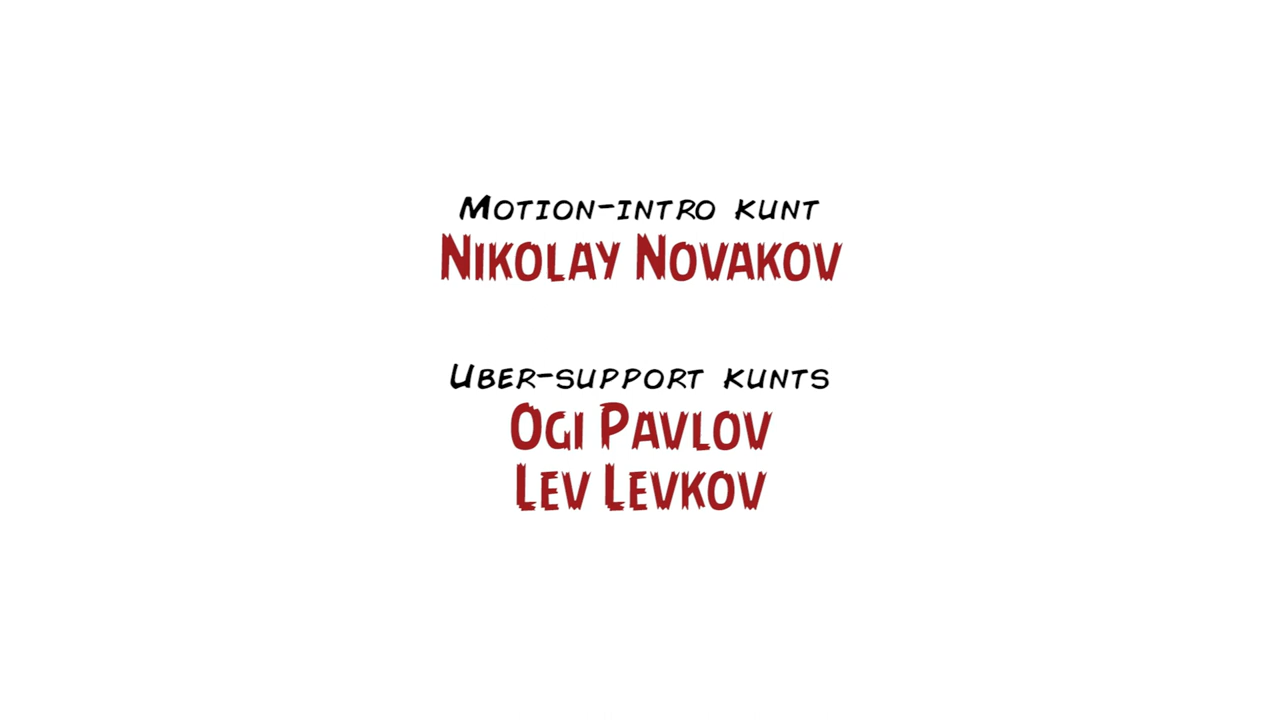 Motion-intro kunt
Nikolay Novakov
Uber-support kunts
Ogi Pavlov
Lev Levkov